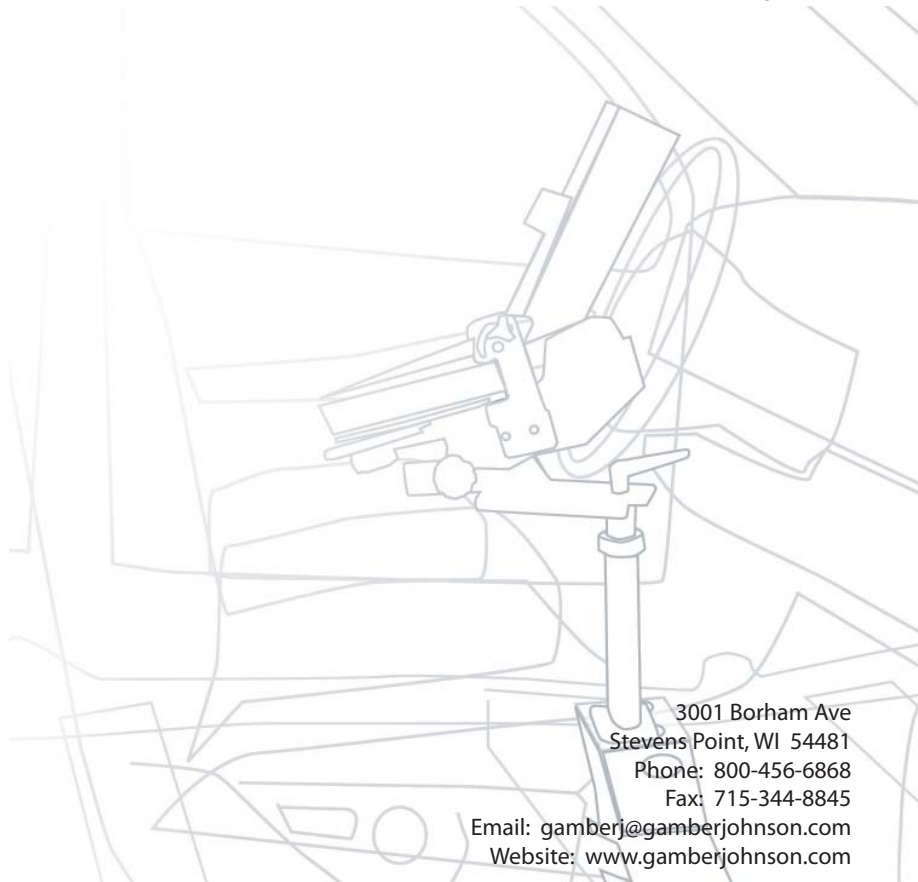 3001 Borham Ave
Stevens Point, WI 54481
Phone: 800-456-6868
Fax: 715-344-8845
Email: gamberj@gamberjohnson.com
Website: www.gamberjohnson.com